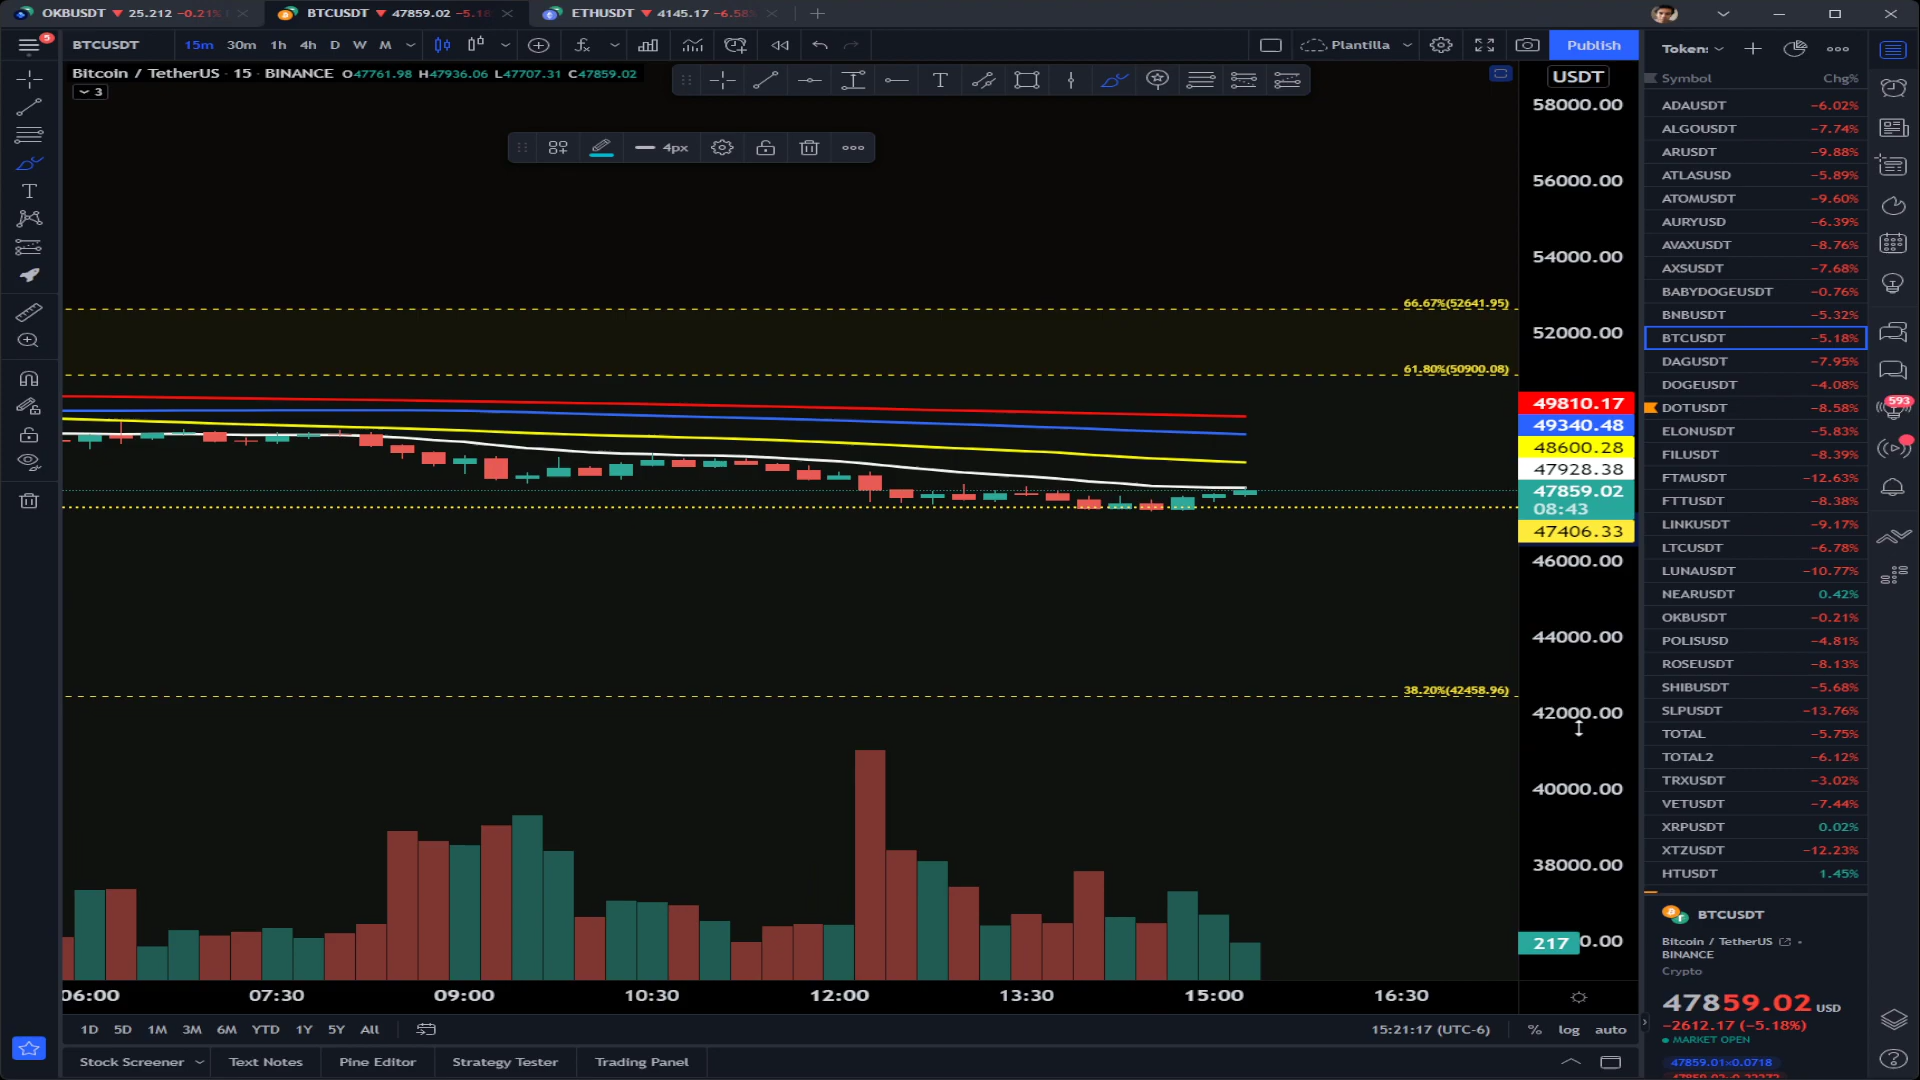 OKBUSDT ▼ 25.212 −0.21%
BTCUSDT ▼ 47859.02 −5.18
ETHUSDT ▼ 4145.17 −6.58%
5
BTCUSDT 15m 30m 1h 4h D W M
Plantilla
Publish
Bitcoin / TetherUS · 15 · BINANCE O47761.98 H47936.06 L47707.31 C47859.02
3
4px
USDT
58000.00
56000.00
54000.00
52000.00
49810.17
49340.48
48600.28
47928.38
47859.02
08:43
47406.33
46000.00
44000.00
42000.00
40000.00
38000.00
217
0.00
66.67%(52641.95)
61.80%(50900.08)
38.20%(42458.96)
06:00 07:30 09:00 10:30 12:00 13:30 15:00 16:30
1D 5D 1M 3M 6M YTD 1Y 5Y All
15:21:17 (UTC-6) % log auto
Stock Screener Text Notes Pine Editor Strategy Tester Trading Panel
Token:
Symbol Chg%
ADAUSDT −6.02%
ALGOUSDT −7.74%
ARUSDT −9.88%
ATLASUSD −5.89%
ATOMUSDT −9.60%
AURYUSD −6.39%
AVAXUSDT −8.76%
AXSUSDT −7.68%
BABYDOGEUSDT −0.76%
BNBUSDT −5.32%
BTCUSDT −5.18%
DAGUSDT −7.95%
DOGEUSDT −4.08%
DOTUSDT −8.58%
ELONUSDT −5.83%
FILUSDT −8.39%
FTMUSDT −12.63%
FTTUSDT −8.38%
LINKUSDT −9.17%
LTCUSDT −6.78%
LUNAUSDT −10.77%
NEARUSDT 0.42%
OKBUSDT −0.21%
POLISUSD −4.81%
ROSEUSDT −8.13%
SHIBUSDT −5.68%
SLPUSDT −13.76%
TOTAL −5.75%
TOTAL2 −6.12%
TRXUSDT −3.02%
VETUSDT −7.44%
XRPUSDT 0.02%
XTZUSDT −12.23%
HTUSDT 1.45%
593
BTCUSDT
Bitcoin / TetherUS
BINANCE
Crypto
47859.02 USD
−2612.17 (−5.18%)
MARKET OPEN
47859.01×0.0718